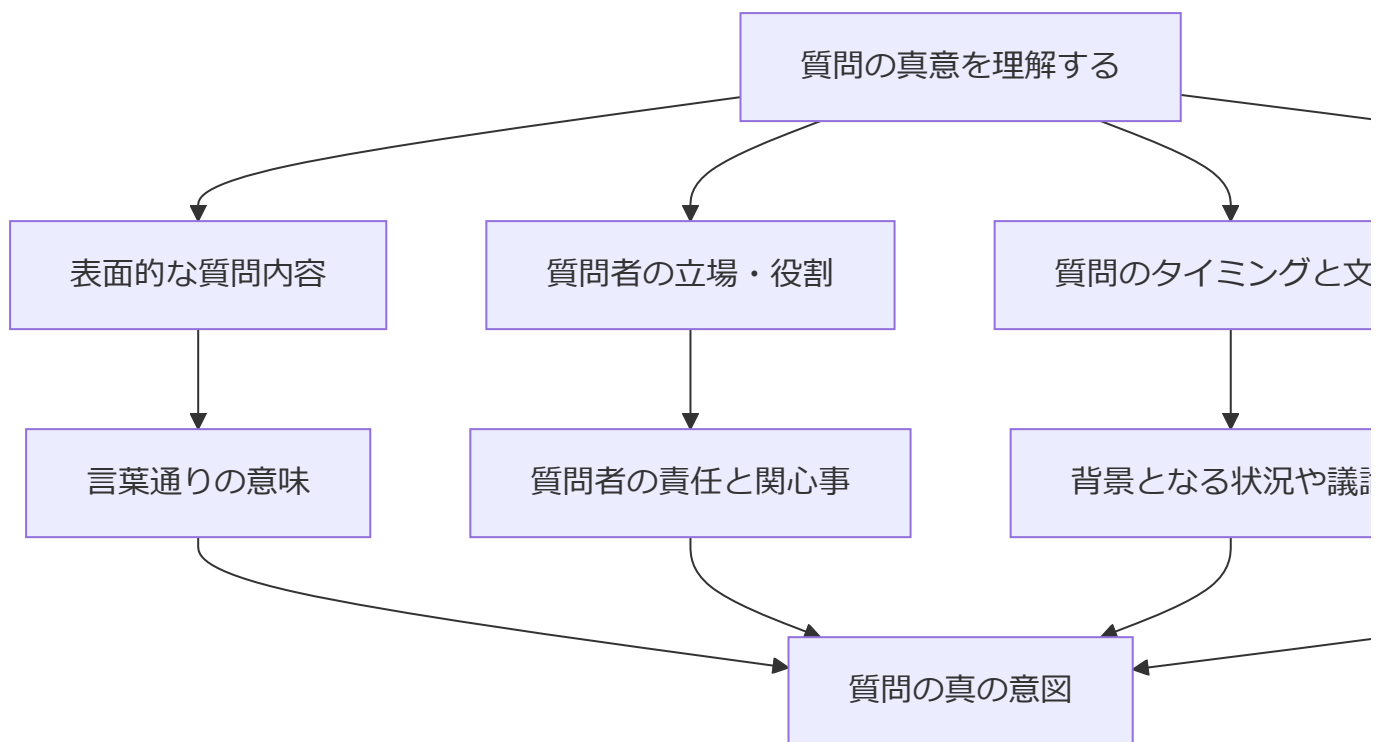 質問の真意を理解する
表面的な質問内容
質問者の立場・役割
質問のタイミングと文
言葉通りの意味
質問者の責任と関心事
背景となる状況や議
質問の真の意図